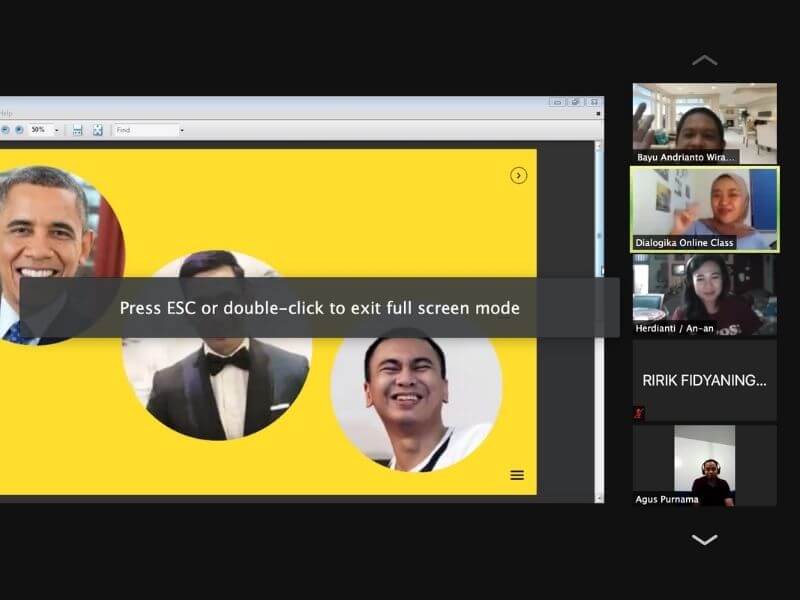 Help
50%
Find
Press ESC or double-click to exit full screen mode
Bayu Andrianto Wira...
Dialogika Online Class
Herdianti / An-an
RIRIK FIDYANING...
Agus Purnama